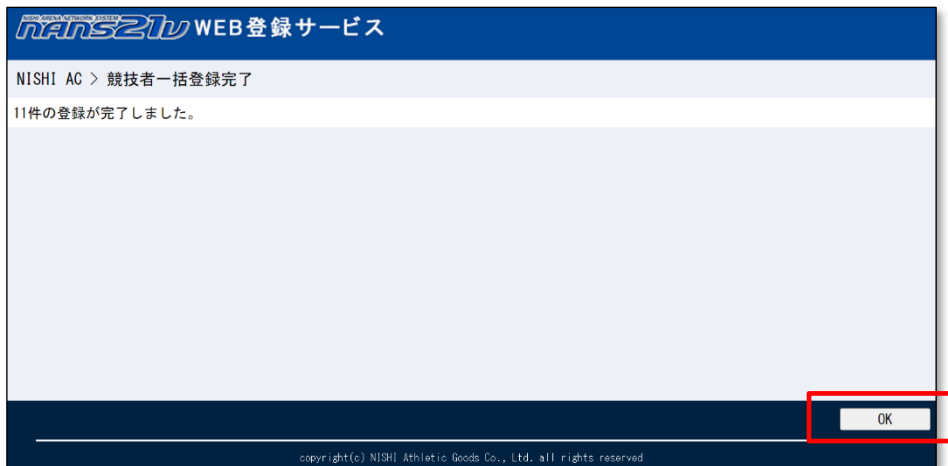 NISHI ARENA NETWORK SYSTEM
nANS21V WEB登録サービス
NISHI AC > 競技者一括登録完了
11件の登録が完了しました。
OK
copyright(c) NISHI Athletic Goods Co., Ltd. all rights reserved